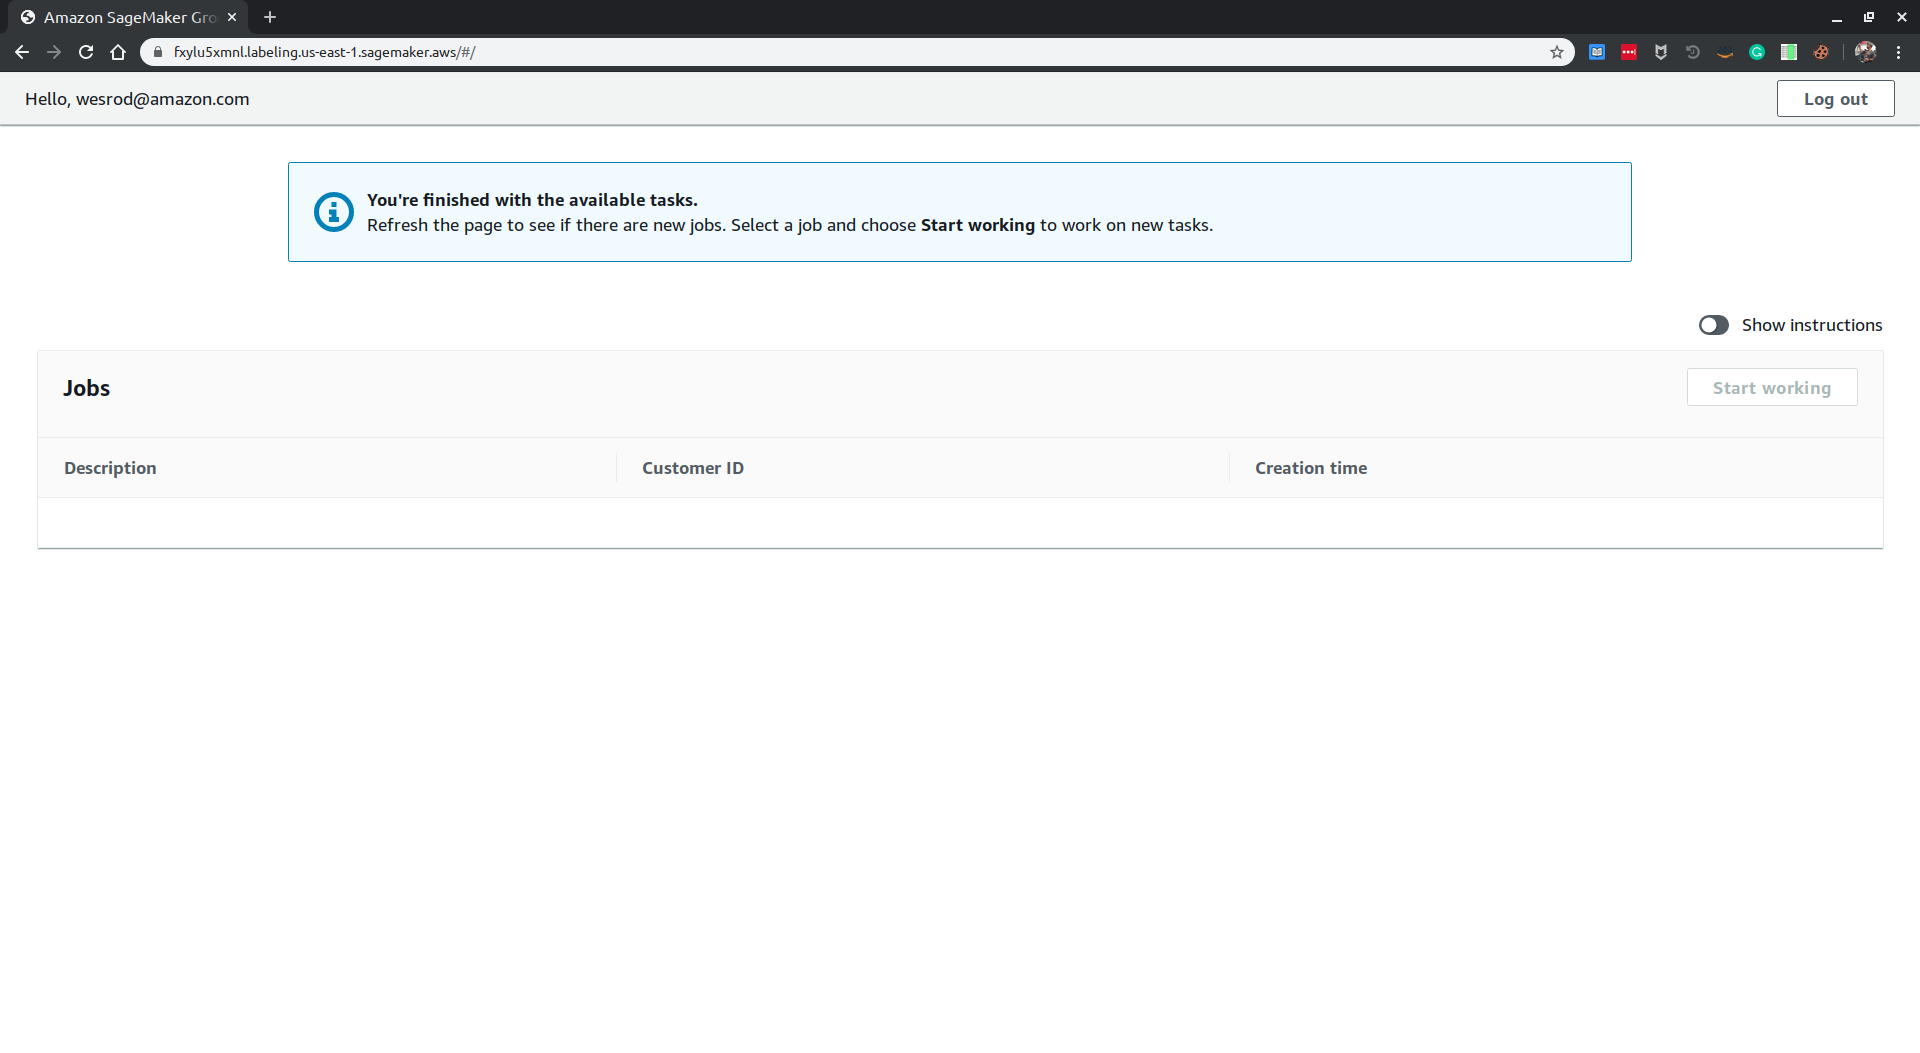 Amazon SageMaker Gro
fxylu5xmnl.labeling.us-east-1.sagemaker.aws/#/
Hello, wesrod@amazon.com
Log out
You're finished with the available tasks.
Refresh the page to see if there are new jobs. Select a job and choose Start working to work on new tasks.
Show instructions
Jobs
Start working
Description Customer ID Creation time